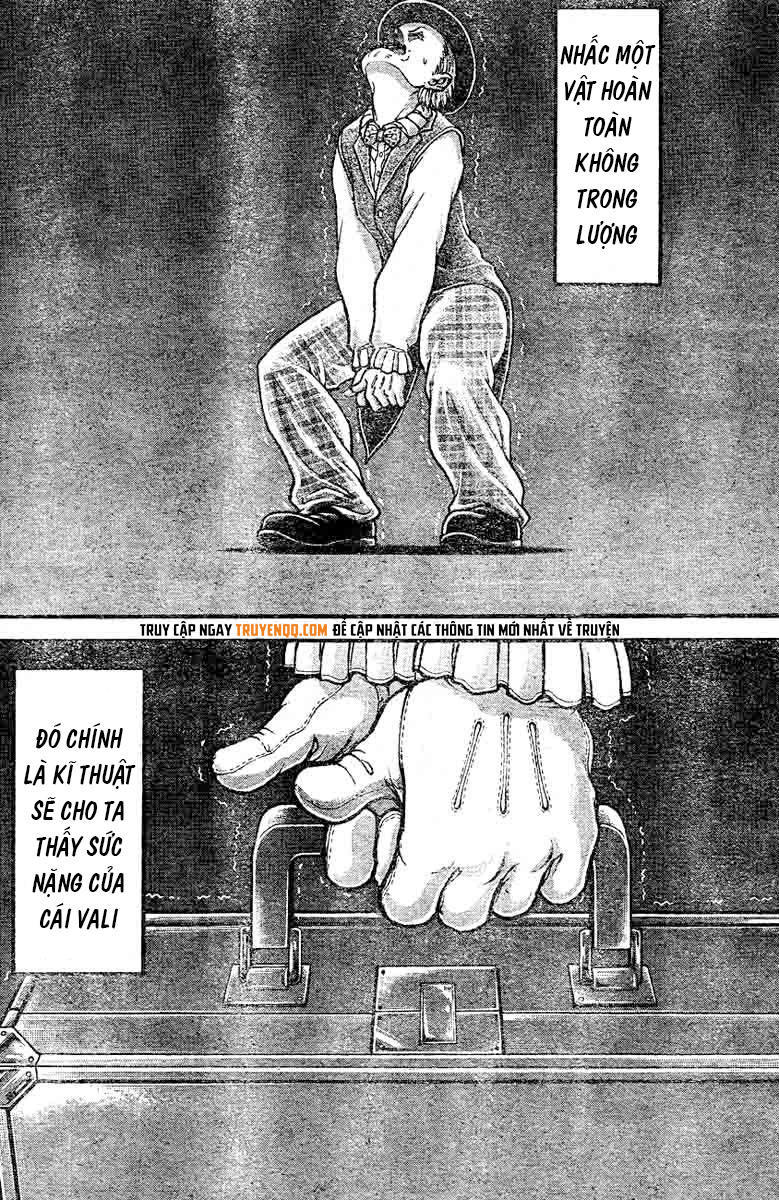 NHẤC MỘT
VẬT HOÀN
TOÀN
KHÔNG
TRONG
LƯỢNG
TRUY CẬP NGAY TRUYENQQ.COM ĐỂ CẬP NHẬT CÁC THÔNG TIN MỚI NHẤT VỀ TRUYỆN
ĐÓ CHÍNH
LÀ KĨ THUẬT
SẼ CHO TA
THẤY SỨC
NẶNG CỦA
CÁI VALI